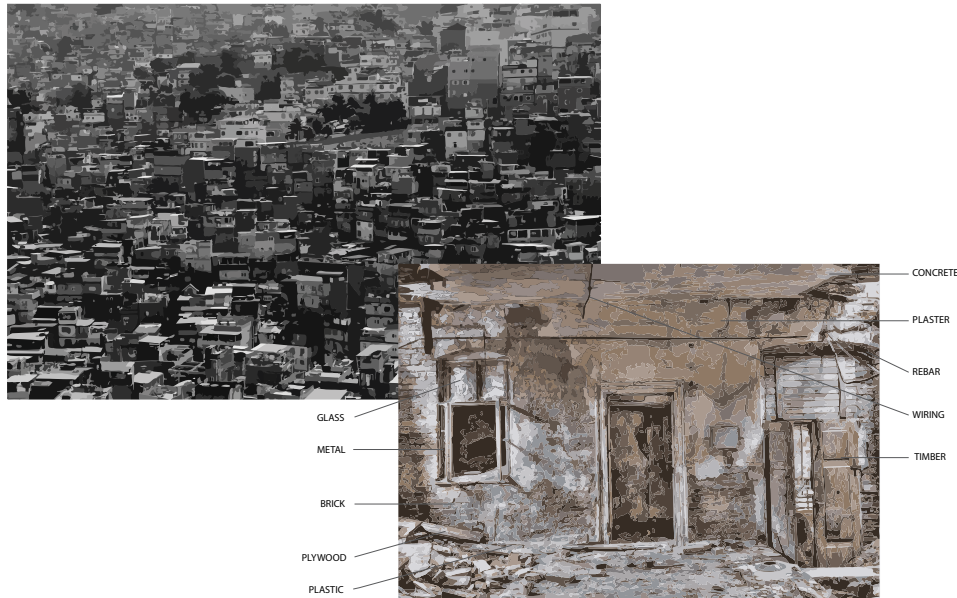 CONCRETE
PLASTER
REBAR
WIRING
TIMBER
GLASS
METAL
BRICK
PLYWOOD
PLASTIC